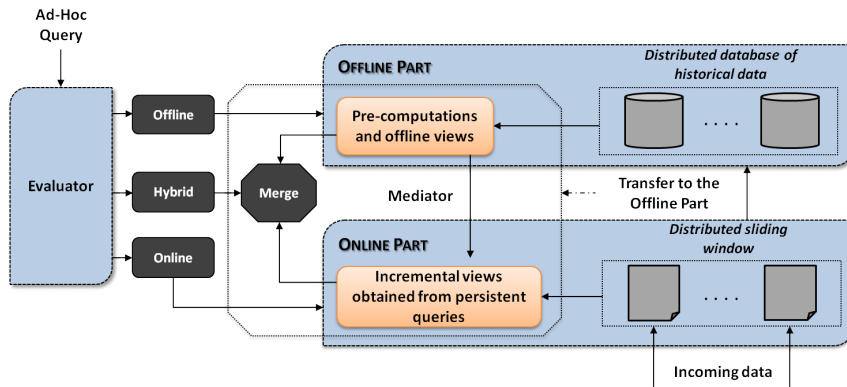 Ad-Hoc
Query
Evaluator
Offline
Hybrid
Online
Merge
Mediator
OFFLINE PART
Pre-computations
and offline views
Distributed database of
historical data
. . . .
Transfer to the
Offline Part
ONLINE PART
Incremental views
obtained from persistent
queries
Distributed sliding
window
. . . .
Incoming data